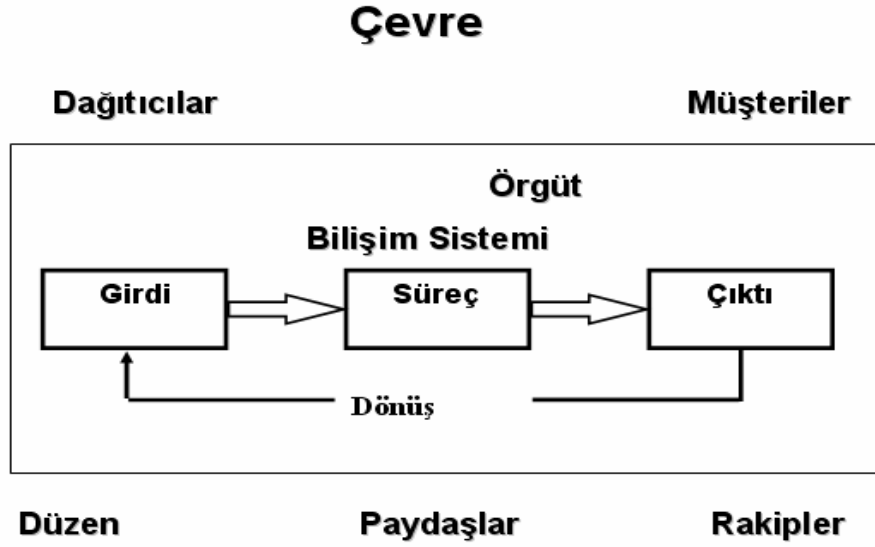 Çevre
Dağıtıcılar Müşteriler
Örgüt
Bilişim Sistemi
Girdi Süreç Çıktı
Dönüş
Düzen Paydaşlar Rakipler